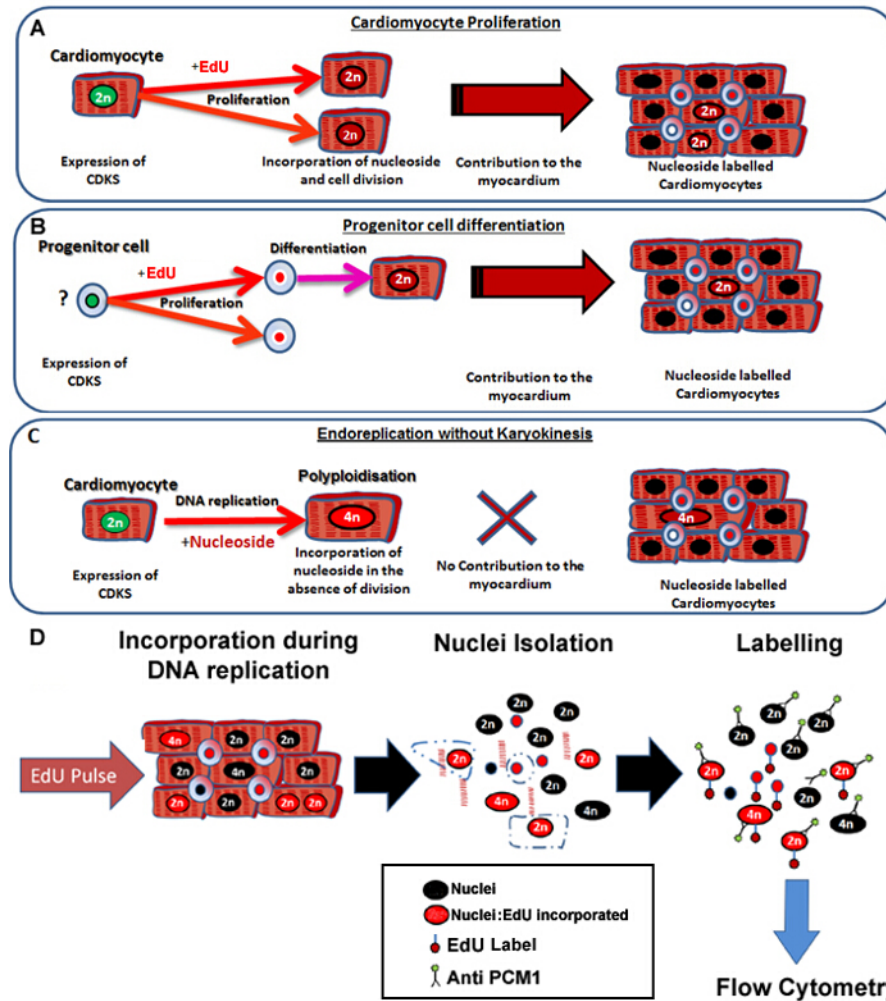 A
Cardiomyocyte Proliferation
Cardiomyocyte
+EdU
2n
2n
Proliferation
2n
2n
2n
Expression of
CDKS
Incorporation of nucleoside
and cell division
Contribution to the
myocardium
Nucleoside labelled
Cardiomyocytes
B
Progenitor cell differentiation
Progenitor cell
+EdU
Differentiation
?
Proliferation
2n
2n
Expression of
CDKS
Contribution to the
myocardium
Nucleoside labelled
Cardiomyocytes
C
Endoreplication without Karyokinesis
Cardiomyocyte
DNA replication
Polyploidisation
2n
4n
4n
+Nucleoside
Expression of
CDKS
Incorporation of
nucleoside in the
absence of division
No Contribution to the
myocardium
Nucleoside labelled
Cardiomyocytes
D
Incorporation during
DNA replication
Nuclei Isolation
Labelling
EdU Pulse
4n 2n 2n
2n 4n 2n
2n 2n 2n 2n
2n
2n
2n
2n
2n
2n
4n
4n
2n
2n
2n
2n
2n
2n
2n
2n
4n
4n
2n
Nuclei
Nuclei:EdU incorporated
EdU Label
Anti PCM1
Flow Cytometr